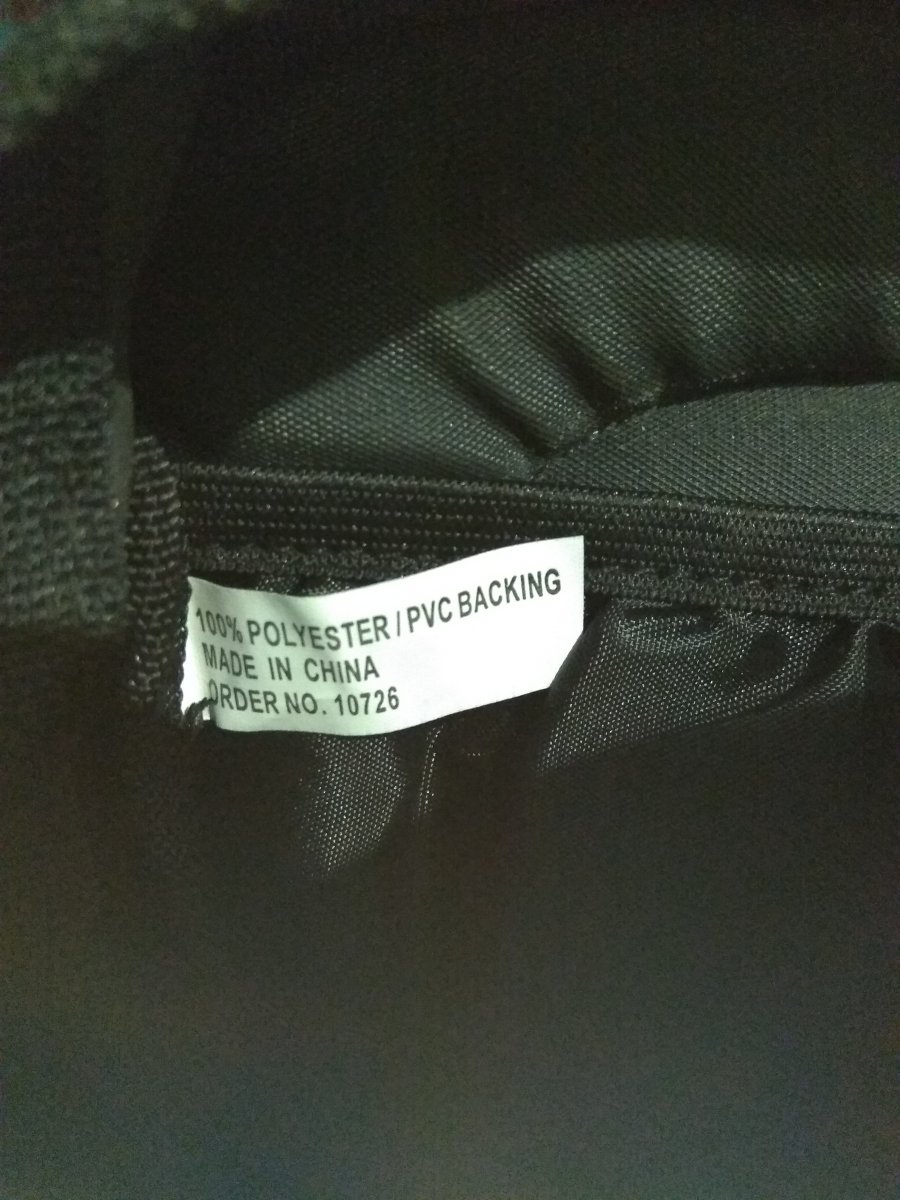 100% POLYESTER / PVC BACKING
MADE IN CHINA
ORDER NO. 10726